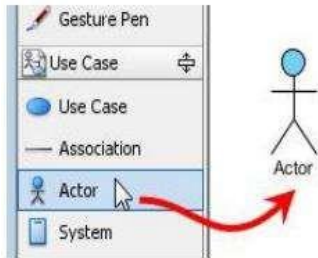 Gesture Pen
Use Case
Use Case
Association
Actor
System
Actor